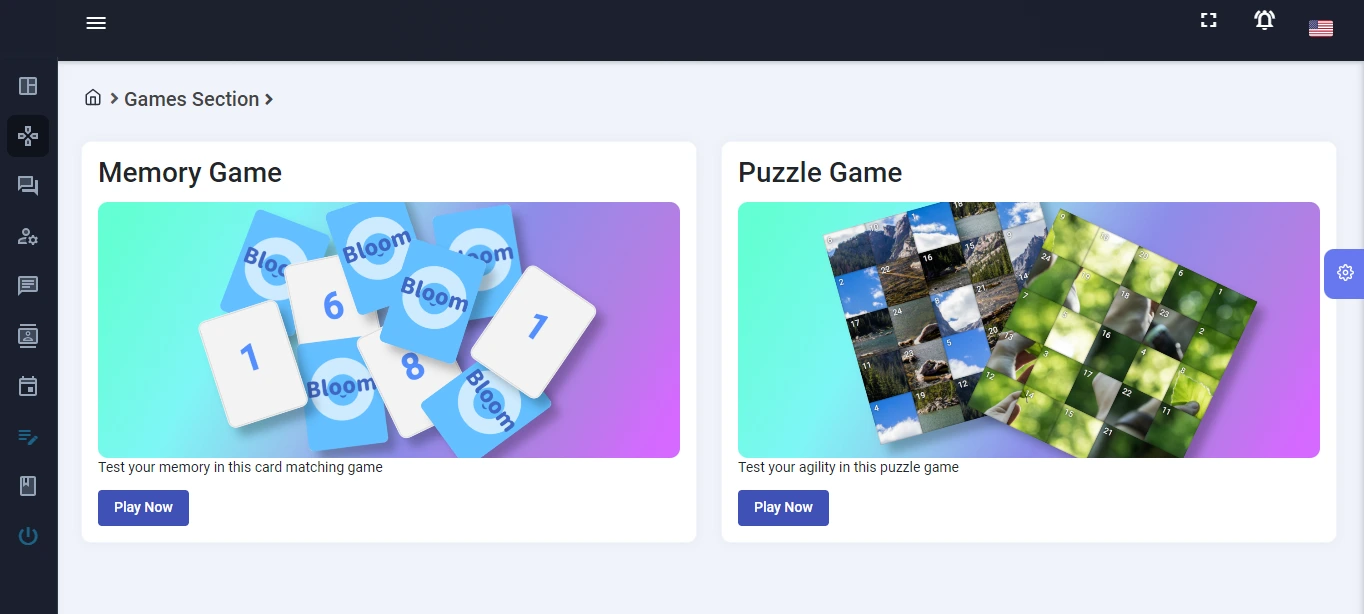 Games Section
Memory Game
Puzzle Game
Bloom
Bloom
Bloom
Bloom
Bloom
Bloom
6
1
8
7
Test your memory in this card matching game
Test your agility in this puzzle game
Play Now
Play Now